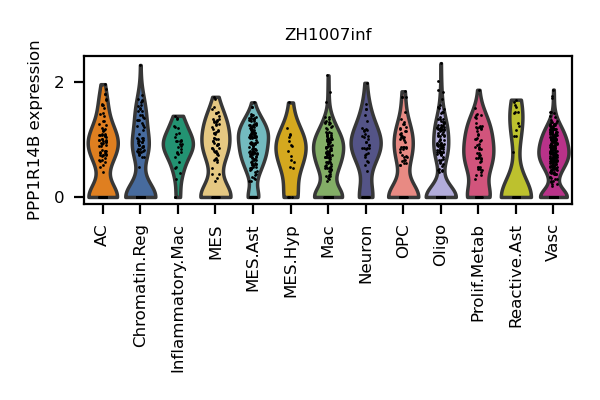 ZH1007inf
PPP1R14B expression
2
0
AC
Chromatin.Reg
Inflammatory.Mac
MES
MES.Ast
MES.Hyp
Mac
Neuron
OPC
Oligo
Prolif.Metab
Reactive.Ast
Vasc